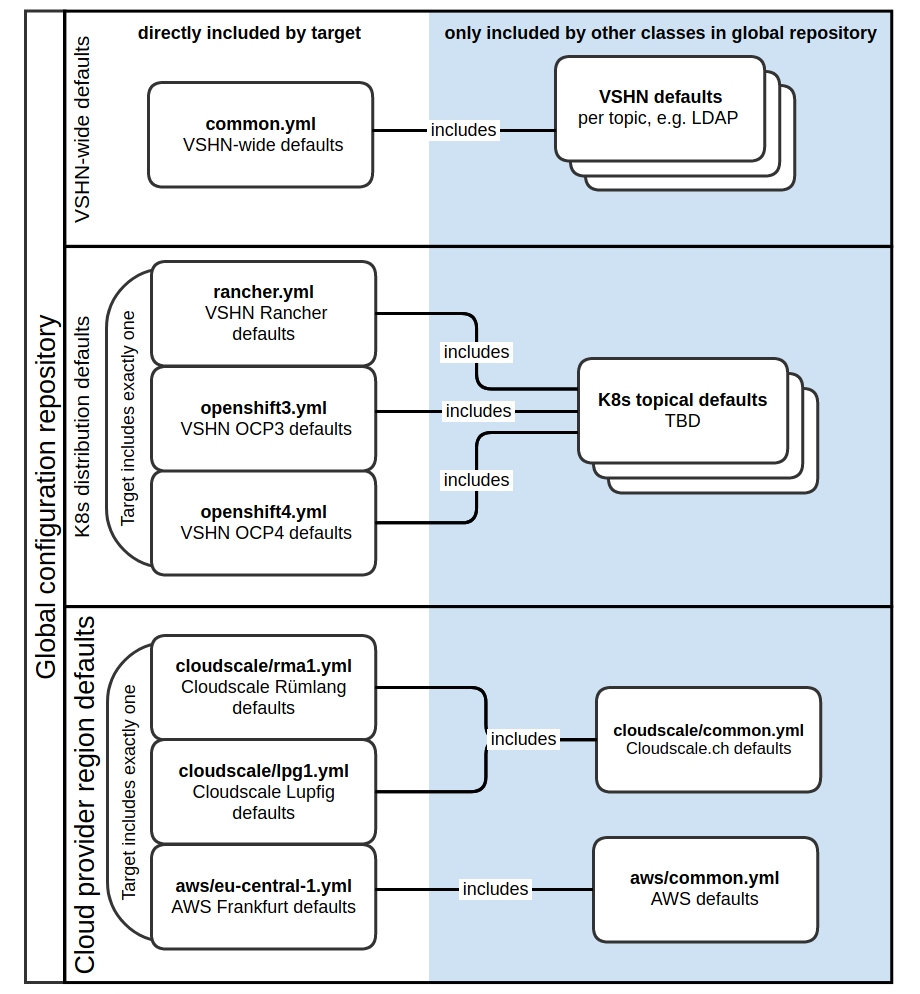 Global configuration repository
directly included by target
only included by other classes in global repository
VSHN-wide defaults
common.yml
VSHN-wide defaults
includes
VSHN defaults
per topic, e.g. LDAP
K8s distribution defaults
Target includes exactly one
rancher.yml
VSHN Rancher
defaults
includes
openshift3.yml
VSHN OCP3 defaults
includes
openshift4.yml
VSHN OCP4 defaults
includes
K8s topical defaults
TBD
Cloud provider region defaults
Target includes exactly one
cloudscale/rma1.yml
Cloudscale Rümlang
defaults
cloudscale/lpg1.yml
Cloudscale Lupfig
defaults
includes
cloudscale/common.yml
Cloudscale.ch defaults
aws/eu-central-1.yml
AWS Frankfurt defaults
includes
aws/common.yml
AWS defaults